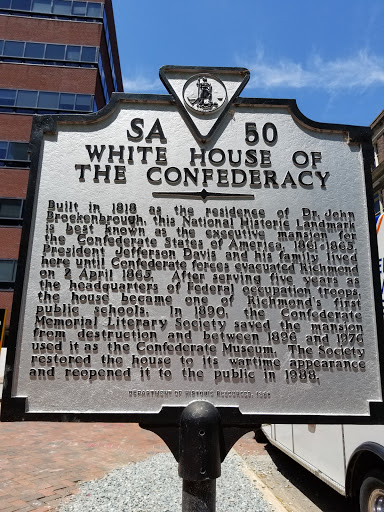 SA 50
WHITE HOUSE OF
THE CONFEDERACY
Built in 1818 as the residence of Dr. John
Brockenbrough, this National Historic Landmark
is best known as the executive mansion of
the Confederate States of America, 1861-1865.
President Jefferson Davis and his family lived
here until Confederate forces evacuated Richmond
on 2 April 1865. After serving five years as
the headquarters of Federal occupation troops,
the house became one of Richmond's first
public schools. In 1890, the Confederate
Memorial Literary Society saved the mansion
from destruction and between 1896 and 1976
used it as the Confederate Museum. The Society
restored the house to its wartime appearance
and reopened it to the public in 1988.
DEPARTMENT OF HISTORIC RESOURCES,